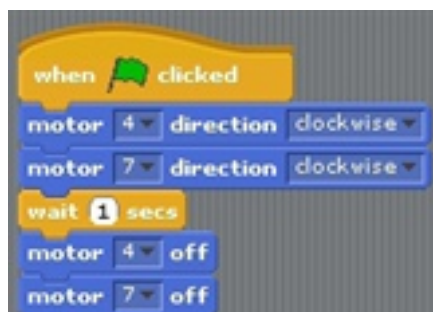 when clicked
motor 4 direction clockwise
motor 7 direction clockwise
wait 1 secs
motor 4 off
motor 7 off